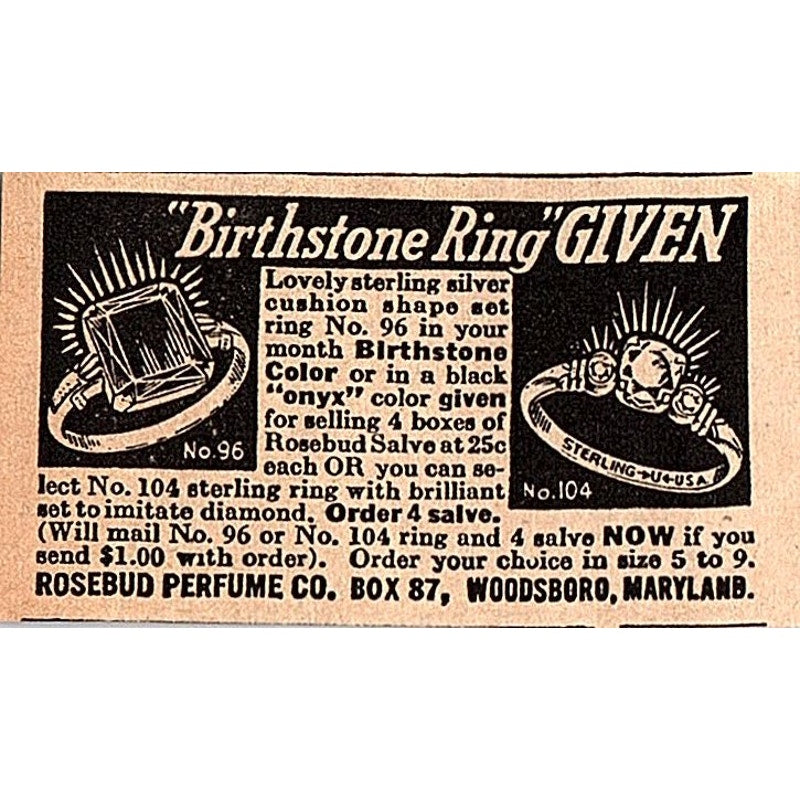 "Birthstone Ring" GIVEN
Lovely sterling silver
cushion shape set
ring No. 96 in your
month Birthstone
Color or in a black
"onyx" color given
for selling 4 boxes of
Rosebud Salve at 25c
each OR you can se-
lect No. 104 sterling ring with brilliant
set to imitate diamond. Order 4 salve.
(Will mail No. 96 or No. 104 ring and 4 salve NOW if you
send $1.00 with order). Order your choice in size 5 to 9.
ROSEBUD PERFUME CO. BOX 87, WOODSBORO, MARYLAND.
No. 96
STERLING U U.S.A.
No. 104